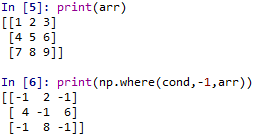 In [5]: print(arr)
[[1 2 3]
 [4 5 6]
 [7 8 9]]
In [6]: print(np.where(cond,-1,arr))
[[-1  2 -1]
 [ 4 -1  6]
 [-1  8 -1]]